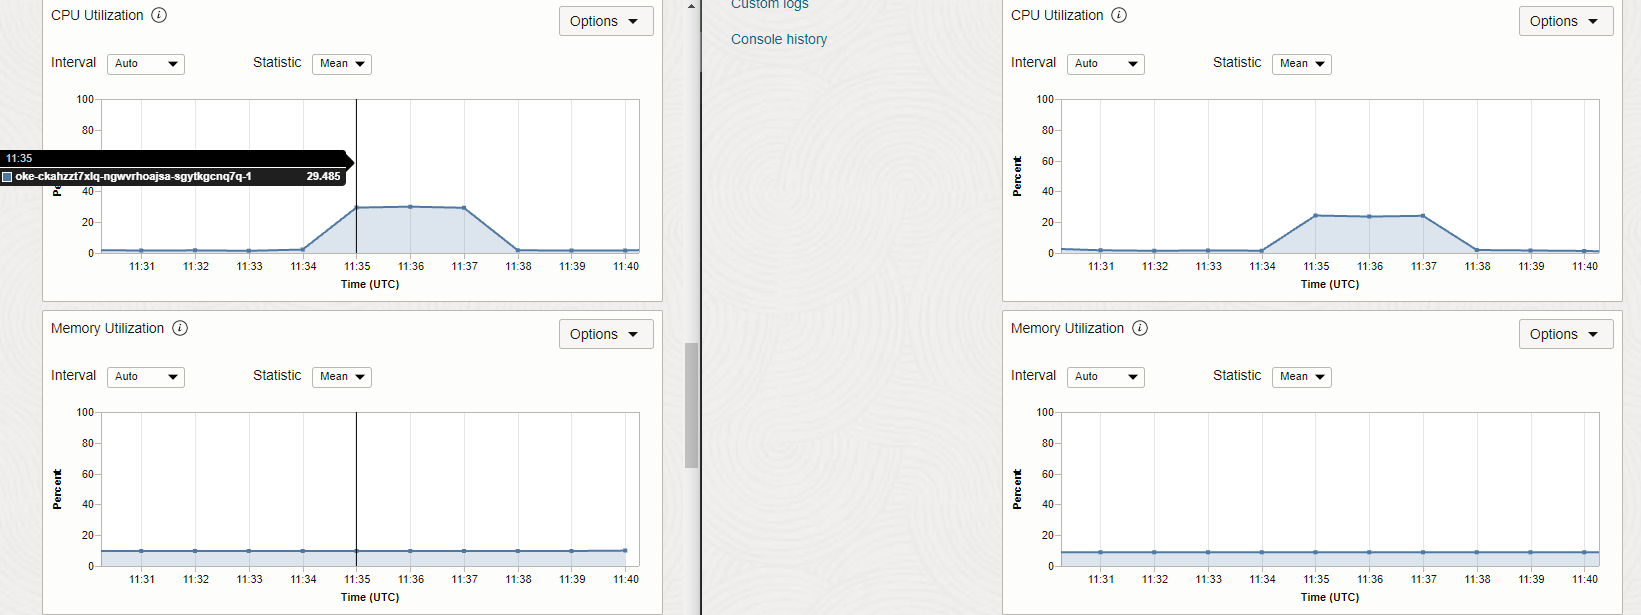 CPU Utilization
Options
Interval Auto Statistic Mean
100
80
11:35
oke-ckahzzt7xlq-ngwvrhoajsa-sgytkgcnq7q-1 29.485
40
20
0
11:31 11:32 11:33 11:34 11:35 11:36 11:37 11:38 11:39 11:40
Time (UTC)
Memory Utilization
Options
Interval Auto Statistic Mean
100
80
60
40
20
0
Percent
11:31 11:32 11:33 11:34 11:35 11:36 11:37 11:38 11:39 11:40
Time (UTC)
Custom logs
Console history
CPU Utilization
Options
Interval Auto Statistic Mean
100
80
60
40
20
0
Percent
11:31 11:32 11:33 11:34 11:35 11:36 11:37 11:38 11:39 11:40
Time (UTC)
Memory Utilization
Options
Interval Auto Statistic Mean
100
80
60
40
20
0
Percent
11:31 11:32 11:33 11:34 11:35 11:36 11:37 11:38 11:39 11:40
Time (UTC)